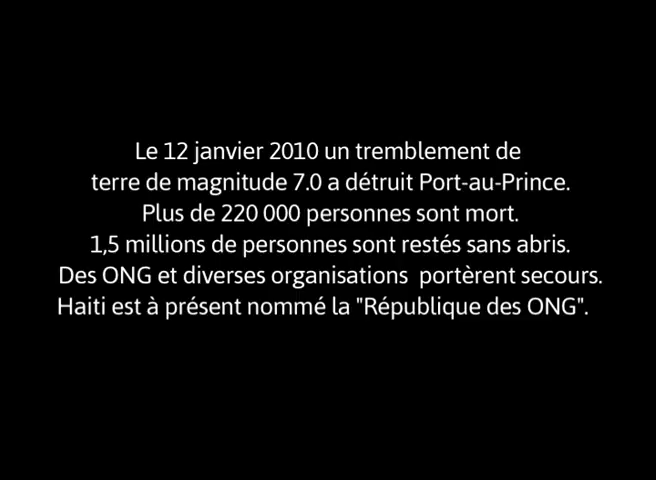 Le 12 janvier 2010 un tremblement de
terre de magnitude 7.0 a détruit Port-au-Prince.
Plus de 220 000 personnes sont mort.
1,5 millions de personnes sont restés sans abris.
Des ONG et diverses organisations  portèrent secours.
Haiti est à présent nommé la "République des ONG".